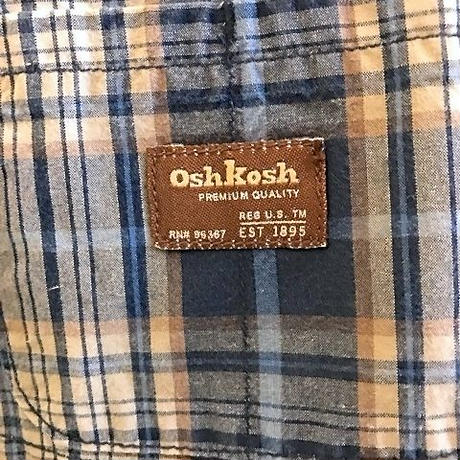 OshKosh
PREMIUM QUALITY
REG U.S. TM
RN# 96367 EST 1895